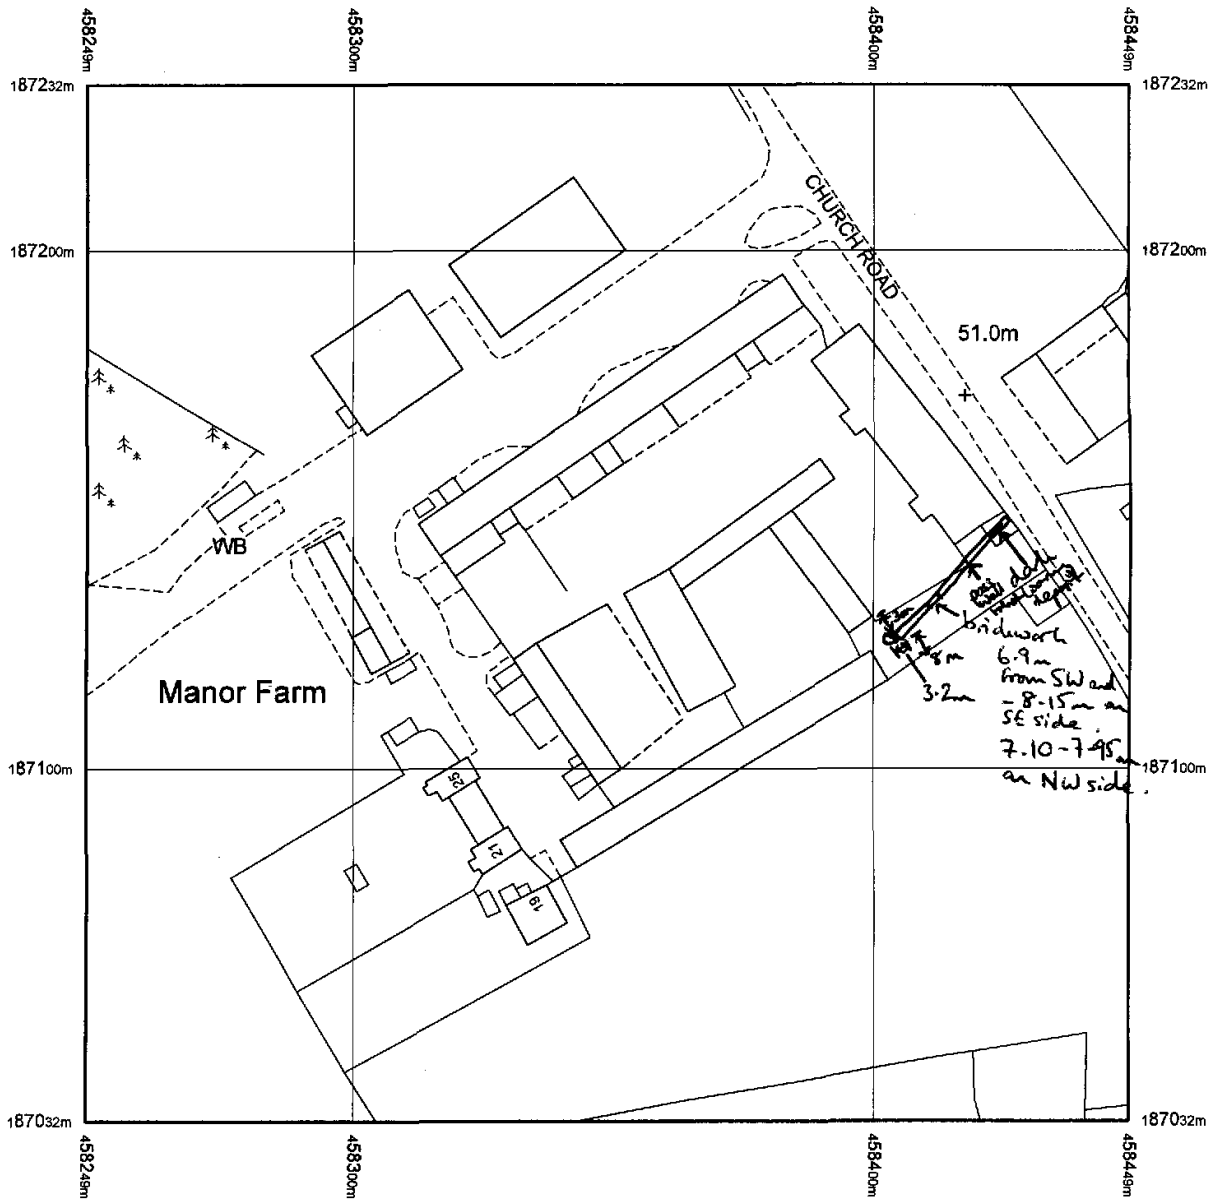 458249m
458300m
458400m
458449m
187232m
187232m
CHURCH ROAD
187200m
187200m
51.0m
WB
Manor Farm
dark
wall
brickwork
8m
6.9m
from SW end
3.2m
- 8.15m on
SE side.
7.10-7.95m
on NW side.
187100m
187100m
25
21
19
187032m
187032m
458249m
458300m
458400m
458449m